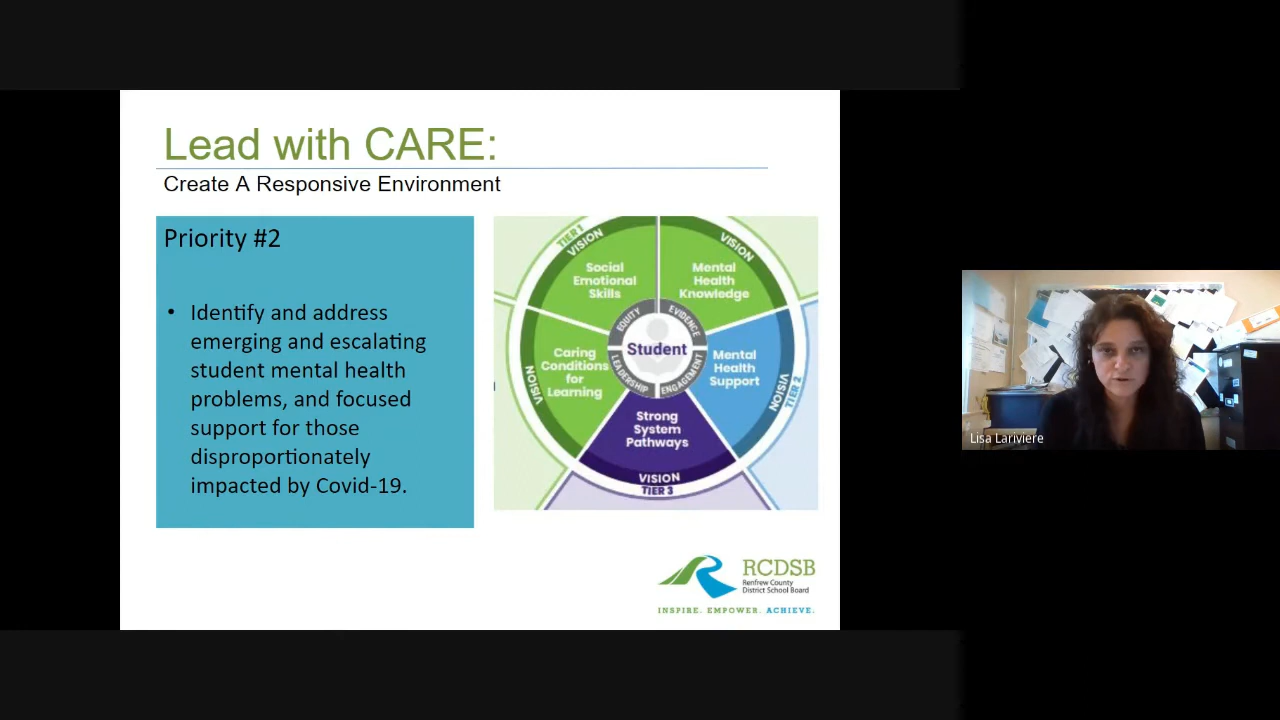 Lead with CARE:
Create A Responsive Environment
Priority #2
• Identify and address
emerging and escalating
student mental health
problems, and focused
support for those
disproportionately
impacted by Covid-19.
TIER 1
VISION
VISION
Social
Emotional
Skills
Mental
Health
Knowledge
EQUITY
EVIDENCE
Student
LEADERSHIP
ENGAGEMENT
Caring
Conditions
for
Learning
Mental
Health
Support
VISION
VISION
TIER 2
Strong
System
Pathways
VISION
TIER 3
RCDSB
Renfrew County
District School Board
INSPIRE. EMPOWER. ACHIEVE.
Lisa Lariviere